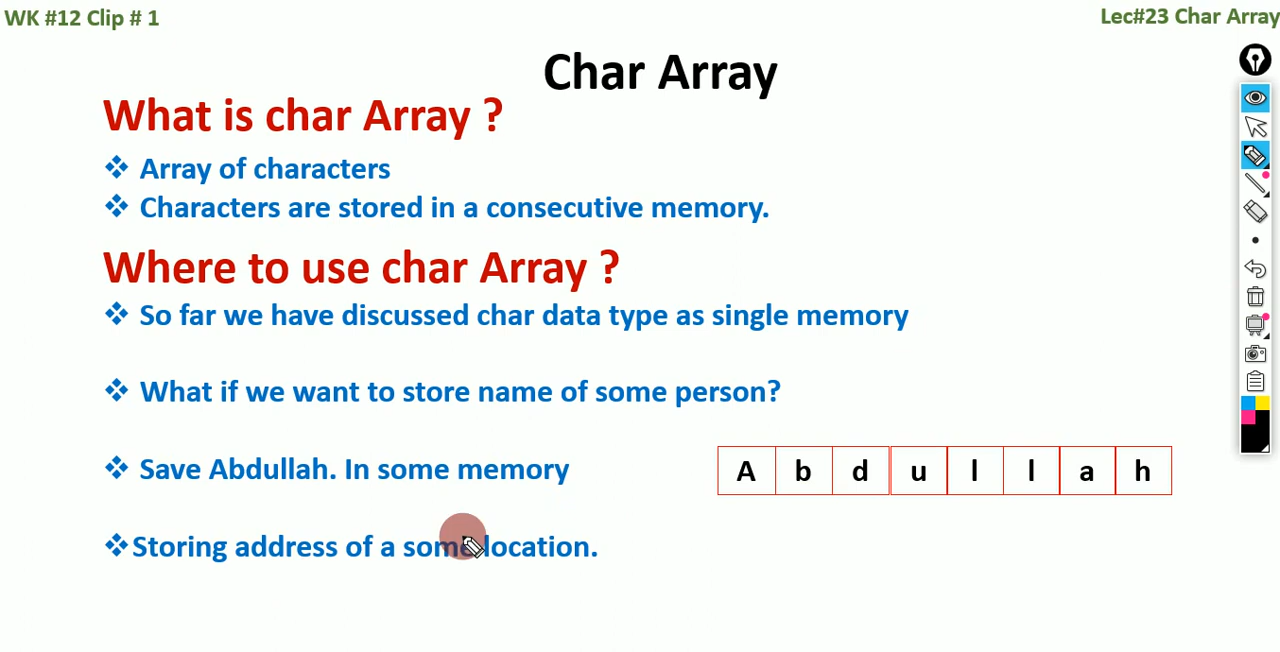 WK #12 Clip # 1
Lec#23 Char Array
Char Array
What is char Array ?
❖ Array of characters
❖ Characters are stored in a consecutive memory.
Where to use char Array ?
❖ So far we have discussed char data type as single memory
❖ What if we want to store name of some person?
❖ Save Abdullah. In some memory
A b d u l l a h
❖Storing address of a some location.